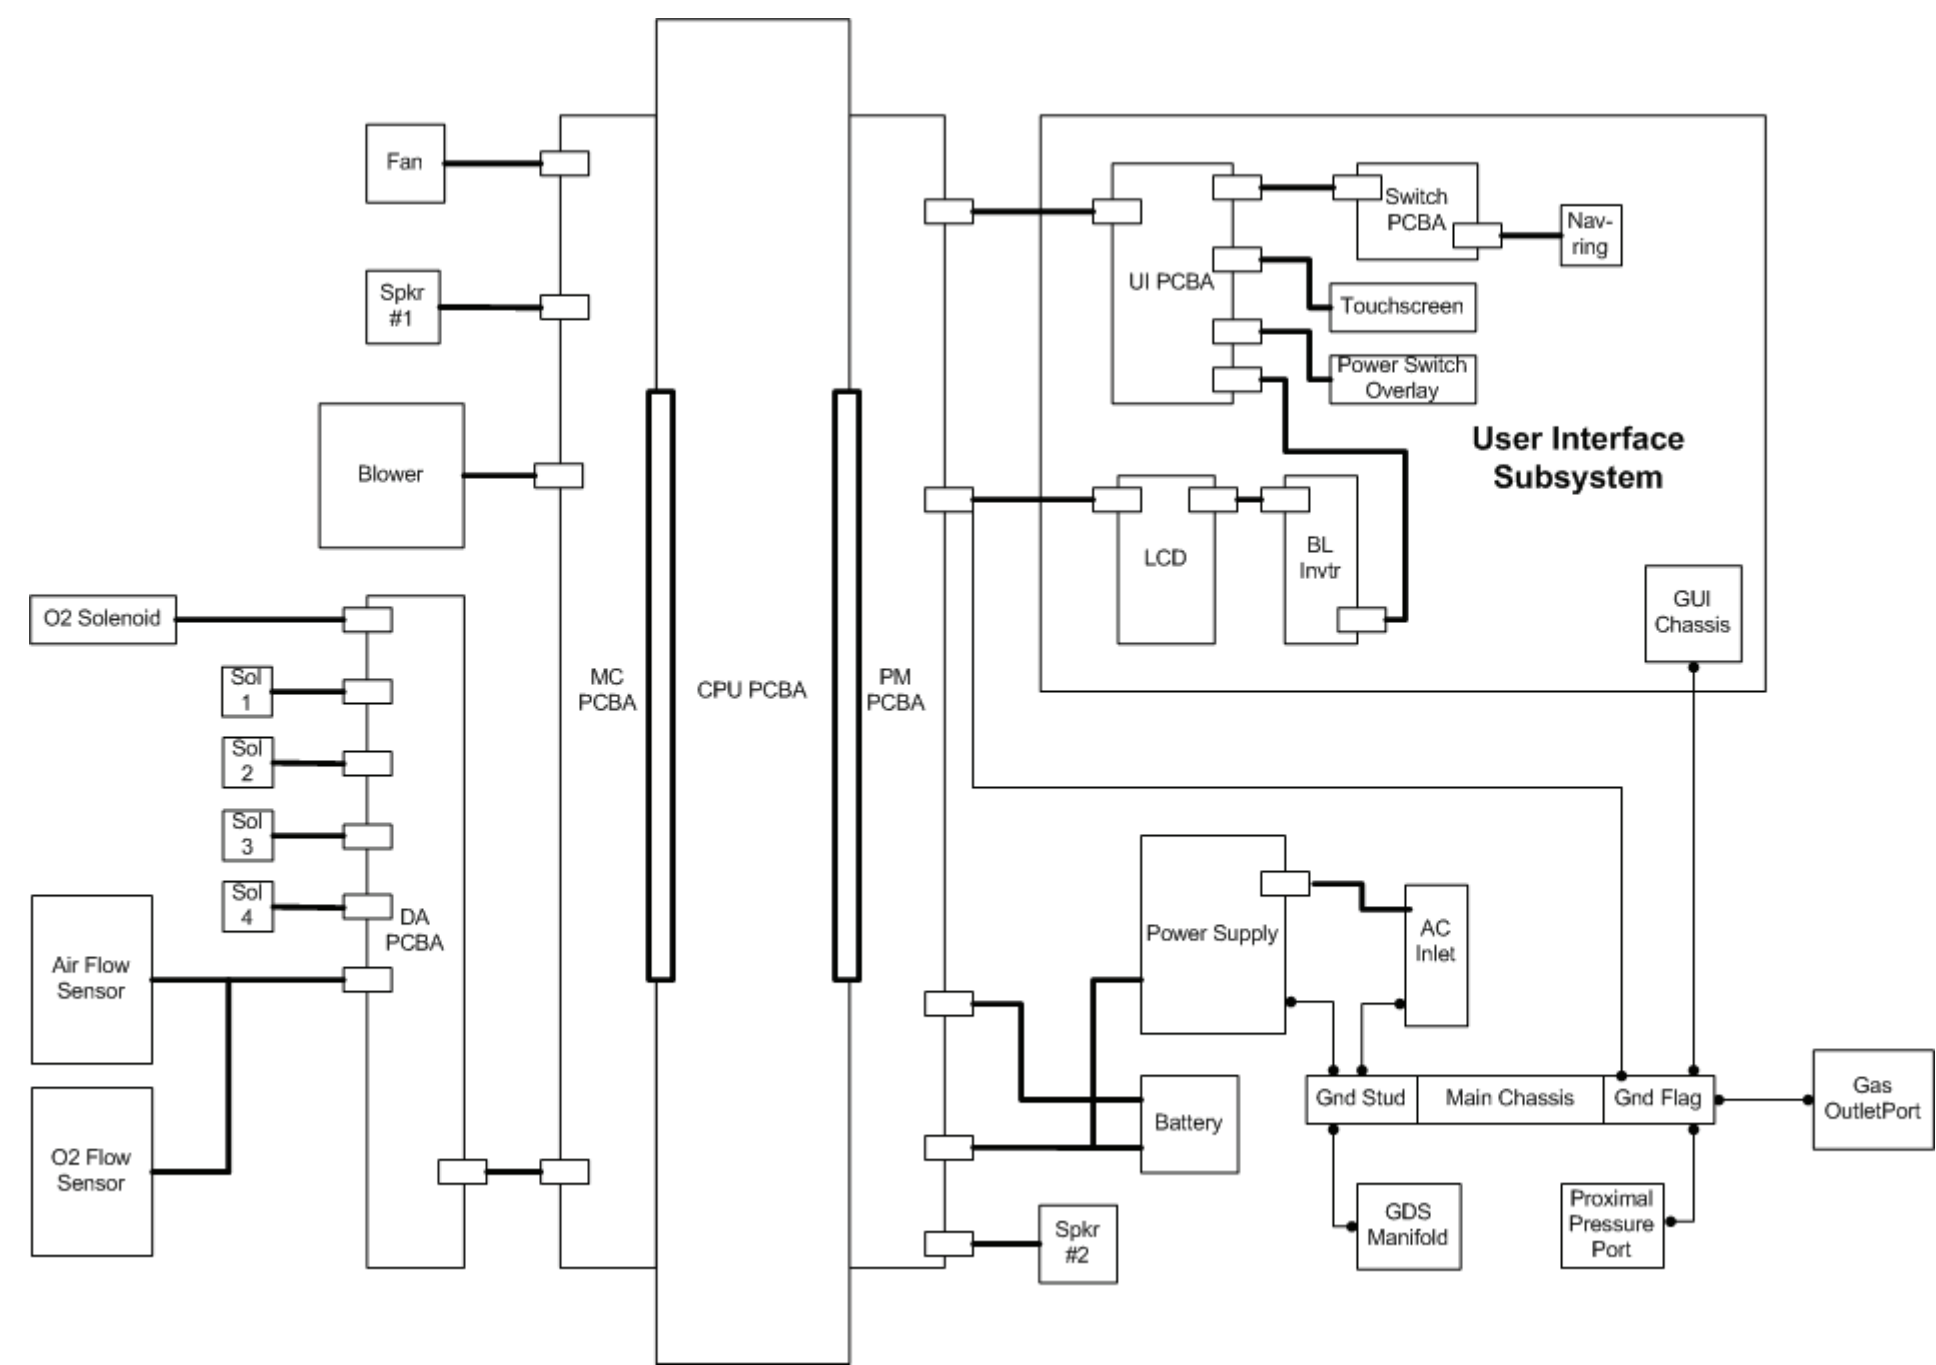 Fan
Spkr
#1
Blower
O2 Solenoid
Sol
1
Sol
2
Sol
3
Sol
4
Air Flow
Sensor
O2 Flow
Sensor
DA
PCBA
MC
PCBA
CPU PCBA
PM
PCBA
UI PCBA
Switch
PCBA
Nav-
ring
Touchscreen
Power Switch
Overlay
User Interface
Subsystem
LCD
BL
Invtr
GUI
Chassis
Power Supply
AC
Inlet
Battery
Spkr
#2
Gnd Stud
Main Chassis
Gnd Flag
Gas
OutletPort
GDS
Manifold
Proximal
Pressure
Port